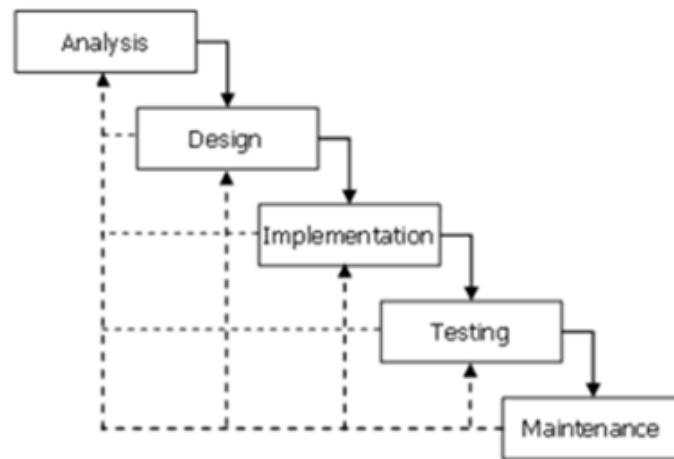 Analysis
Design
Implementation
Testing
Maintenance